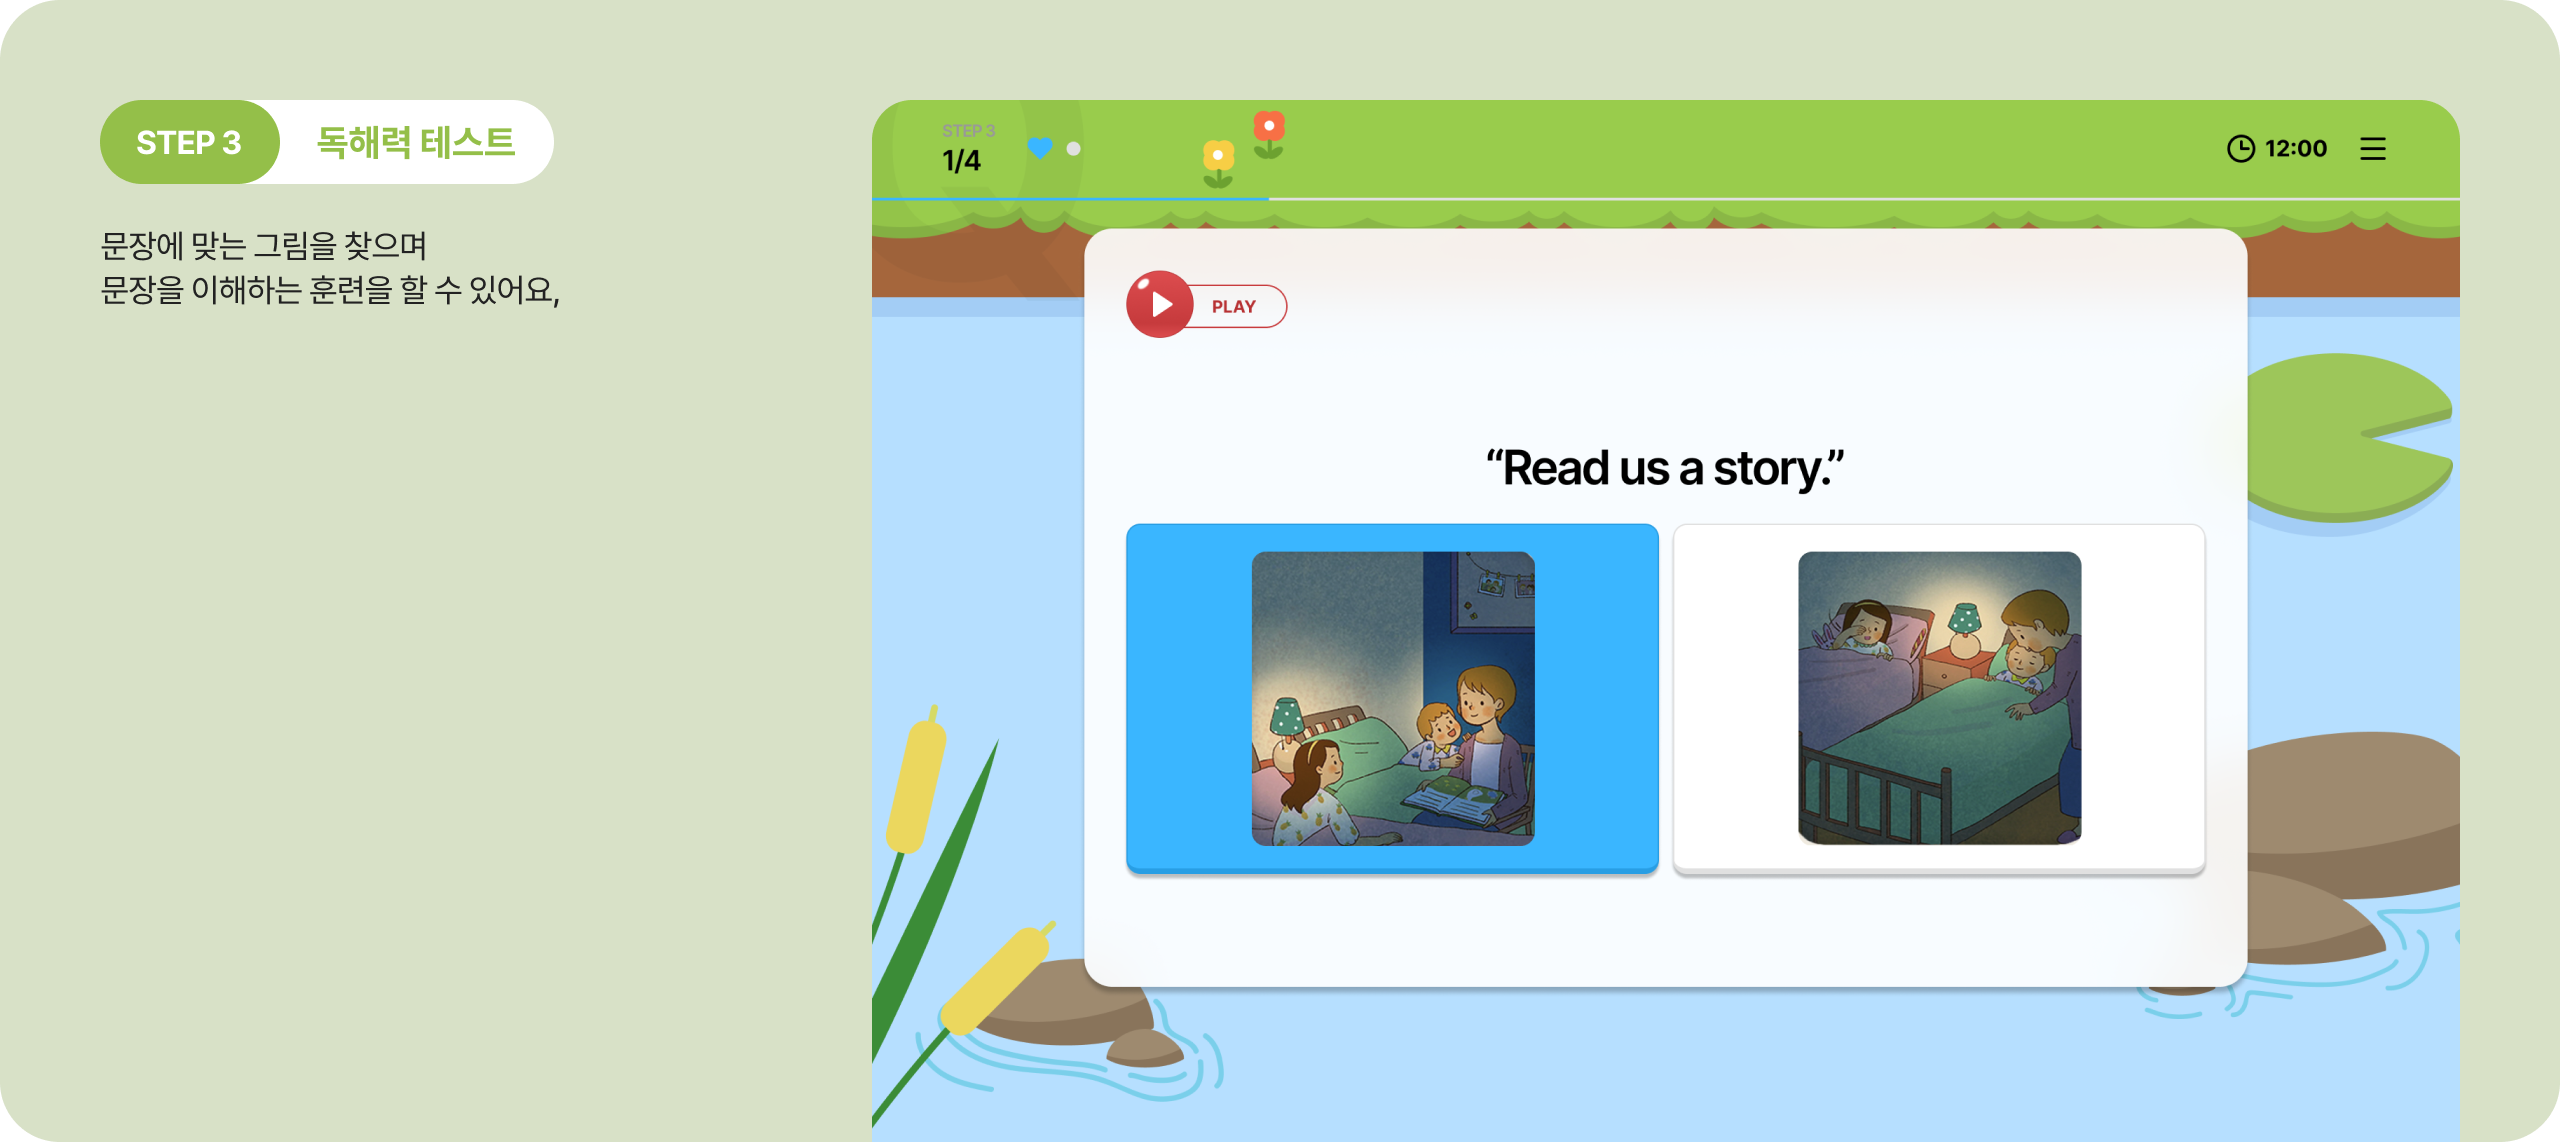 STEP 3 독해력 테스트
문장에 맞는 그림을 찾으며
문장을 이해하는 훈련을 할 수 있어요,
STEP 3
1/4
12:00
PLAY
“Read us a story.”